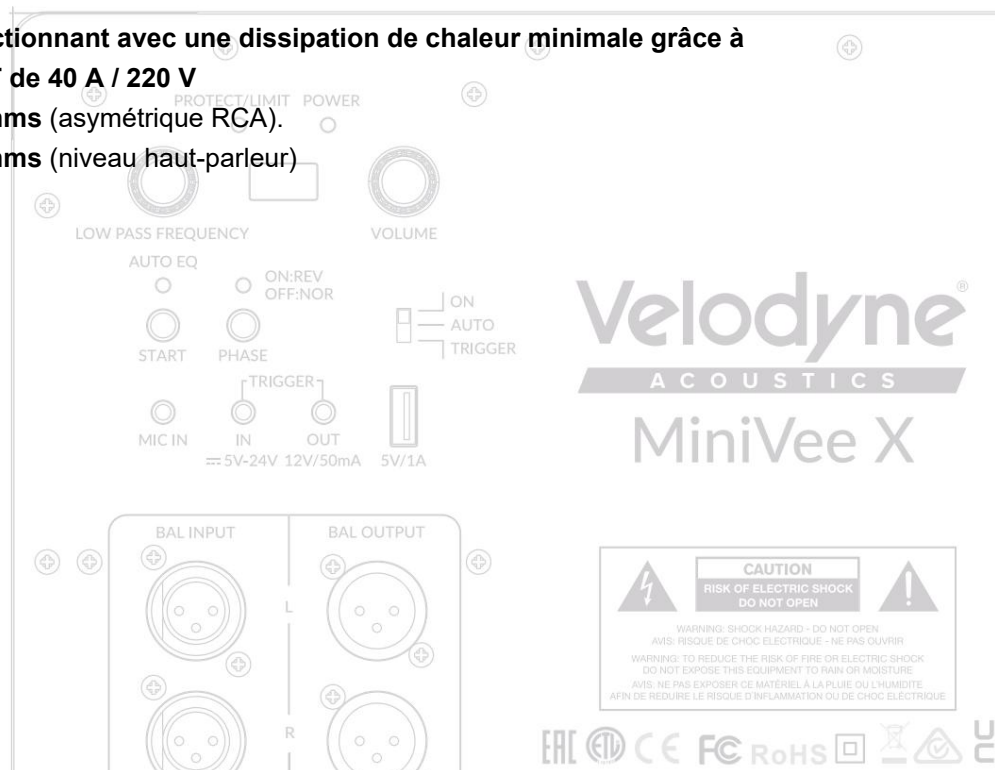 ctionnant avec une dissipation de chaleur minimale grâce à
de 40 A / 220 V
(asymétrique RCA).
(niveau haut-parleur)
PROTECT/LIMIT POWER
LOW PASS FREQUENCY
VOLUME
AUTO EQ
ON:REV
OFF:NOR
ON
AUTO
TRIGGER
START
PHASE
TRIGGER
MIC IN
IN
OUT
5V-24V
12V/50mA
5V/1A
Velodyne®
ACOUSTICS
MiniVee X
BAL INPUT
BAL OUTPUT
L
R
CAUTION
RISK OF ELECTRIC SHOCK
DO NOT OPEN
WARNING: SHOCK HAZARD - DO NOT OPEN
AVIS: RISQUE DE CHOC ELECTRIQUE - NE PAS OUVRIR
WARNING: TO REDUCE THE RISK OF FIRE OR ELECTRIC SHOCK
DO NOT EXPOSE THIS EQUIPMENT TO RAIN OR MOISTURE
AVIS: NE PAS EXPOSER CE MATÉRIEL À LA PLUIE OU L'HUMIDITE
AFIN DE REDUIRE LE RISQUE D'INFLAMMATION OU DE CHOC ELÉCTRIQUE
EAC ETL CE FC RoHS